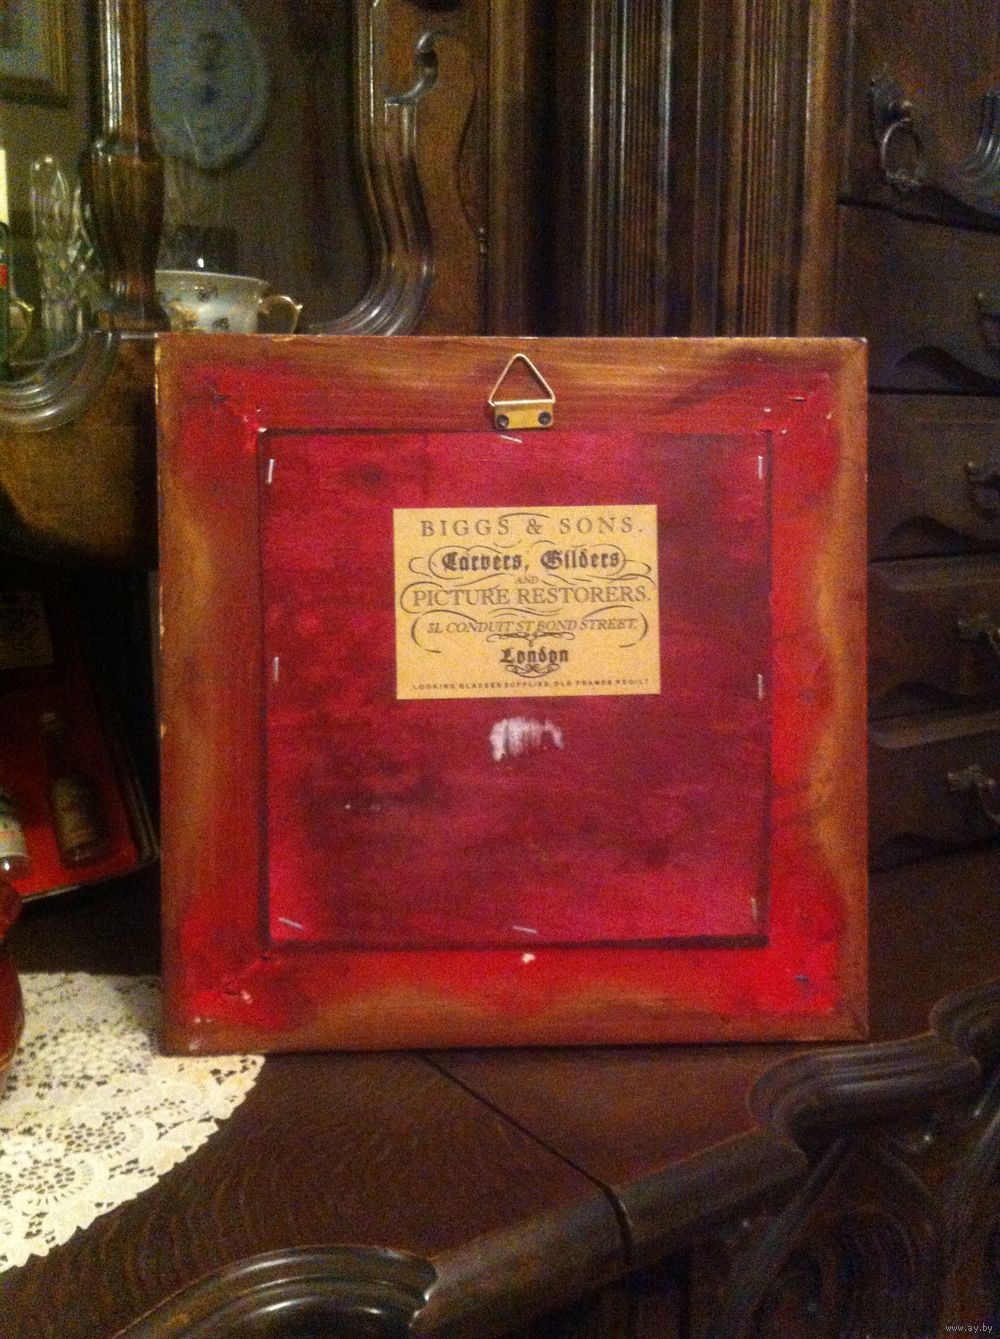 BIGGS & SONS.
Carvers, Gilders
AND
PICTURE RESTORERS.
31. CONDUIT ST BOND STREET.
London
LOOKING GLASSES SUPPLIED. OLD FRAMES REGILT
www.ay.by